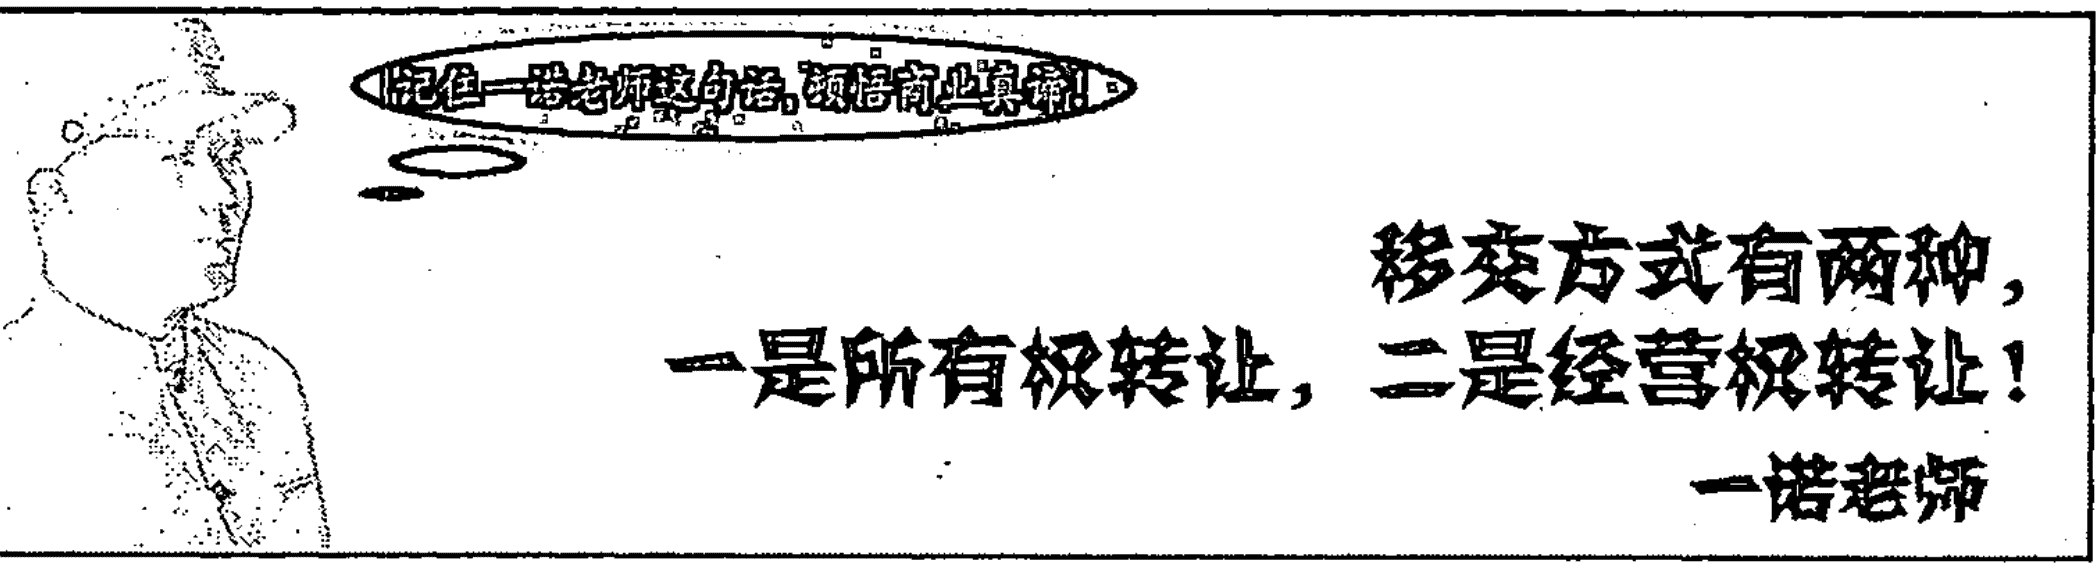 记住一诺老师这句话,顿悟商业真谛!
移交方式有两种,
一是所有权转让,二是经营权转让!
一诺老师